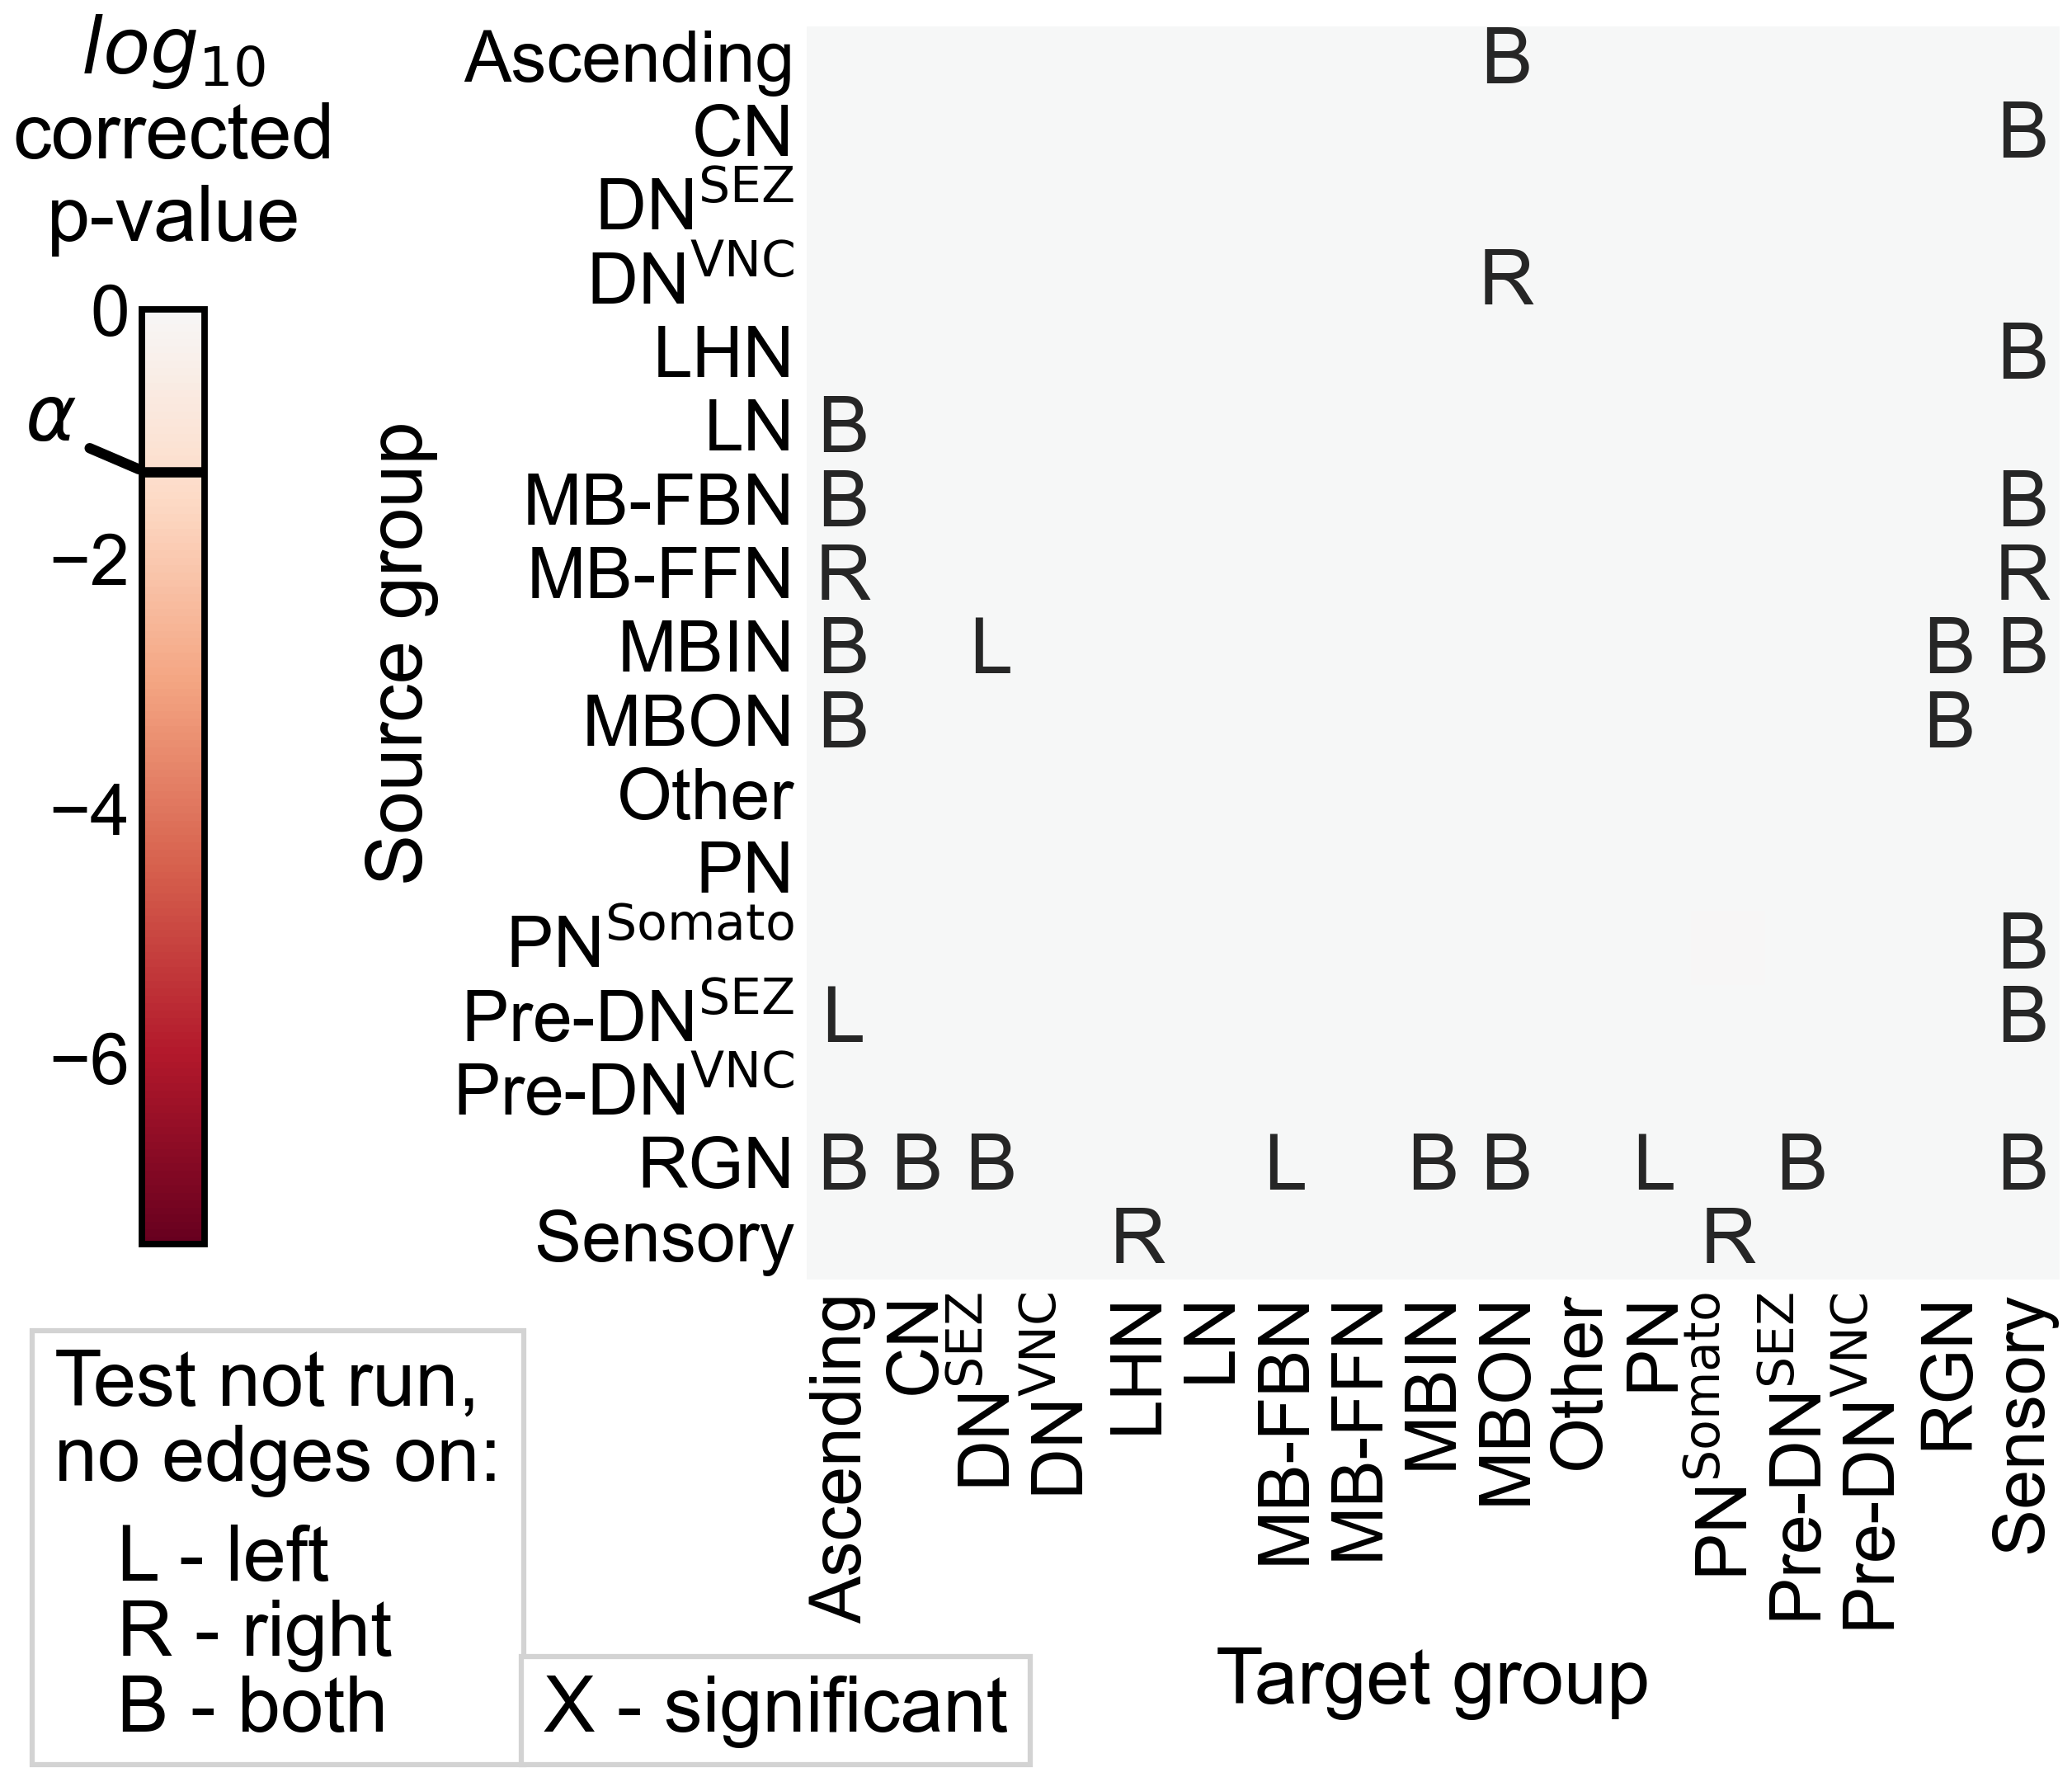 log10
corrected
p-value
0
α
−2
−4
−6
Source group
Ascending B
CN B
DN^SEZ
DN^VNC R
LHN B
LN B
MB-FBN B B
MB-FFN R R
MBIN B L B B
MBON B B
Other
PN
PN^Somato B
Pre-DN^SEZ L B
Pre-DN^VNC
RGN B B B L B B L B B
Sensory R R
Ascending
CN
DN^SEZ
DN^VNC
LHN
LN
MB-FBN
MB-FFN
MBIN
MBON
Other
PN
PN^Somato
Pre-DN^SEZ
Pre-DN^VNC
RGN
Sensory
Target group
Test not run,
no edges on:
L - left
R - right
B - both
X - significant